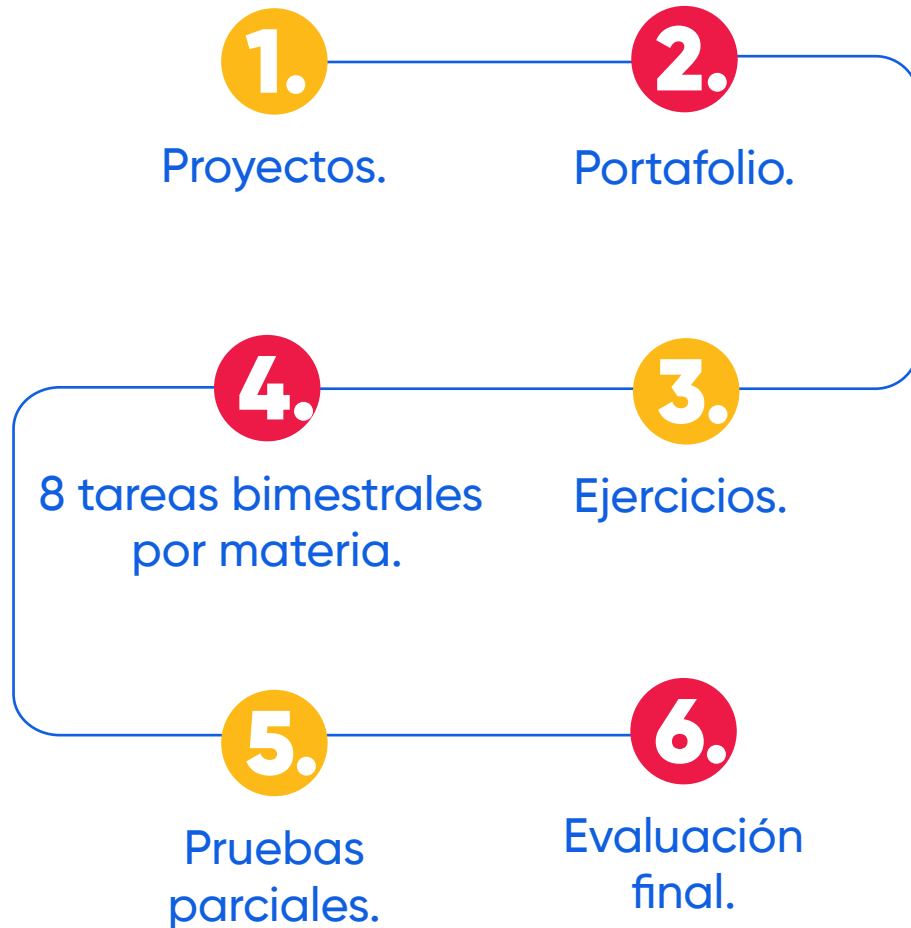 1.
Proyectos.
2.
Portafolio.
3.
Ejercicios.
4.
8 tareas bimestrales
por materia.
5.
Pruebas
parciales.
6.
Evaluación
final.